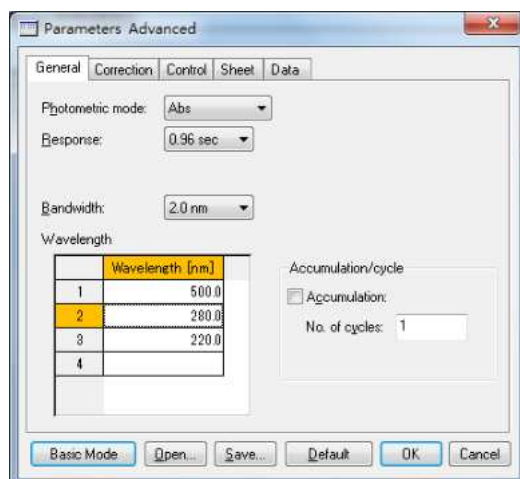 Parameters Advanced
General Correction Control Sheet Data
Photometric mode: Abs
Response: 0.96 sec
Bandwidth: 2.0 nm
Wavelength
Wavelength [nm]
1 500.0
2 280.0
3 220.0
4
Accumulation/cycle
Accumulation:
No. of cycles: 1
Basic Mode Open... Save... Default OK Cancel